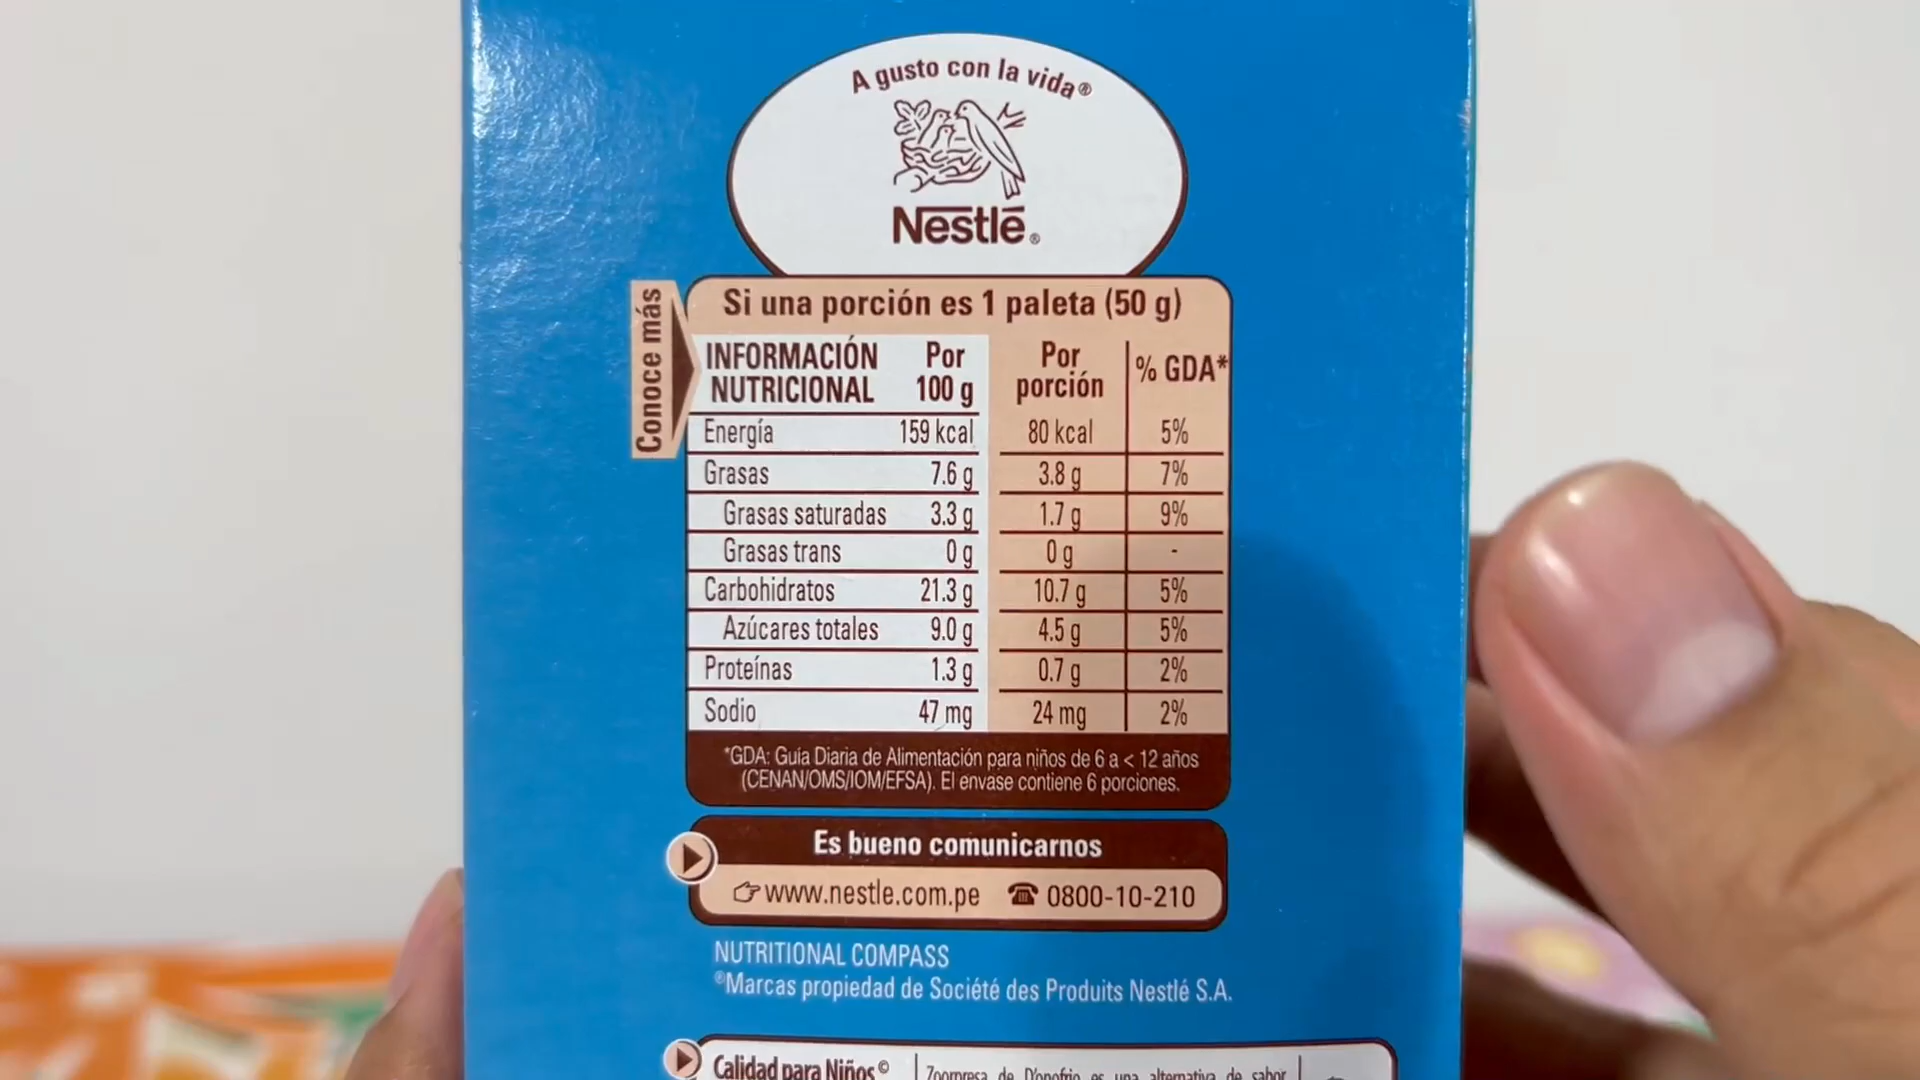 A gusto con la vida®
Nestlé®
Conoce más
Si una porción es 1 paleta (50 g)
INFORMACIÓN NUTRICIONAL Por 100 g Por porción % GDA*
Energía 159 kcal 80 kcal 5%
Grasas 7.6 g 3.8 g 7%
Grasas saturadas 3.3 g 1.7 g 9%
Grasas trans 0 g 0 g -
Carbohidratos 21.3 g 10.7 g 5%
Azúcares totales 9.0 g 4.5 g 5%
Proteínas 1.3 g 0.7 g 2%
Sodio 47 mg 24 mg 2%
*GDA: Guía Diaria de Alimentación para niños de 6 a < 12 años
(CENAN/OMS/IOM/EFSA). El envase contiene 6 porciones.
Es bueno comunicarnos
www.nestle.com.pe 0800-10-210
NUTRITIONAL COMPASS
®Marcas propiedad de Société des Produits Nestlé S.A.
Calidad para Niños©
de D'onofrio es una alternativa de sabor